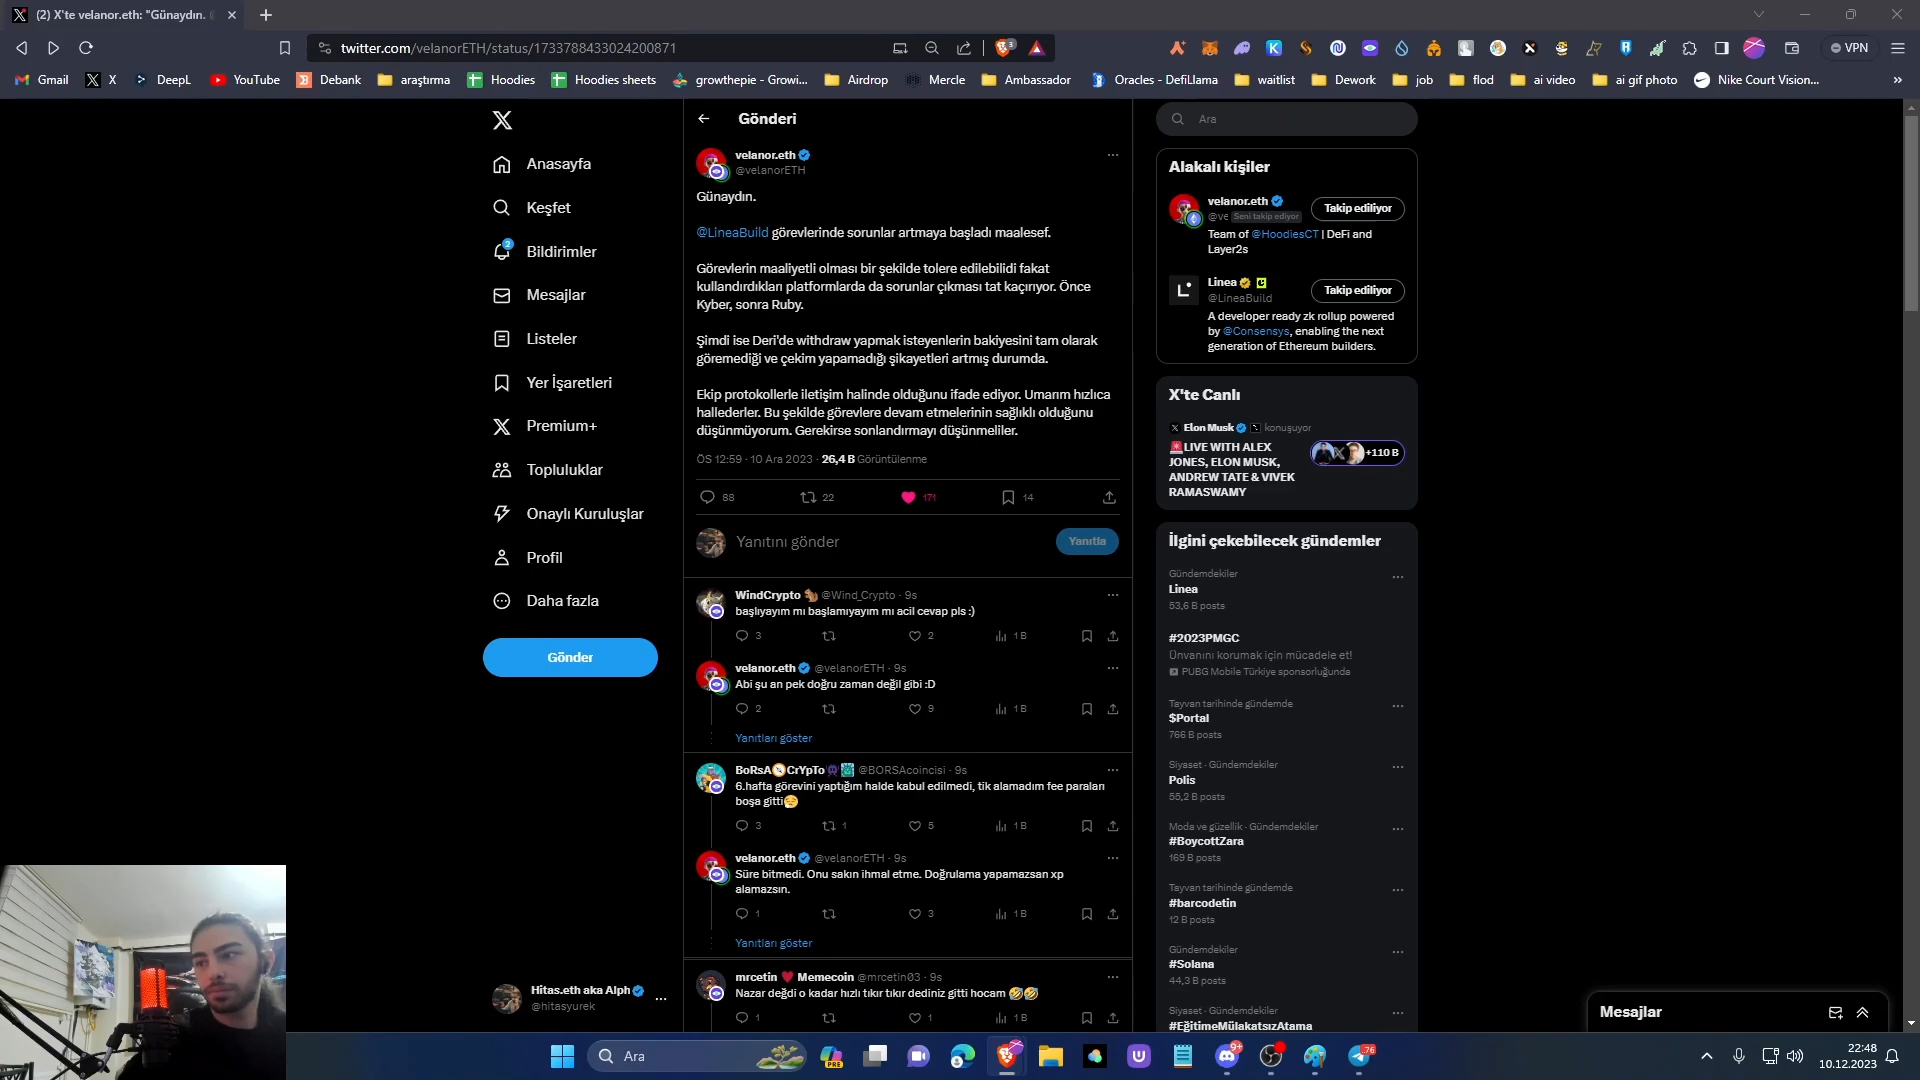 (2) X'te velanor.eth: "Günaydın.
twitter.com/velanorETH/status/1733788433024200871
VPN
Gmail
X
DeepL
YouTube
Debank
araştırma
Hoodies
Hoodies sheets
growthepie - Growi...
Airdrop
Mercle
Ambassador
Oracles - DefiLlama
waitlist
Dework
job
flod
ai video
ai gif photo
Nike Court Vision...
Anasayfa
Keşfet
2
Bildirimler
Mesajlar
Listeler
Yer İşaretleri
Premium+
Topluluklar
Onaylı Kuruluşlar
Profil
Daha fazla
Gönder
Hitas.eth aka Alph
@hitasyurek
Gönderi
velanor.eth
@velanorETH
Günaydın.
@LineaBuild görevlerinde sorunlar artmaya başladı maalesef.
Görevlerin maaliyetli olması bir şekilde tolere edilebilidi fakat
kullandırdıkları platformlarda da sorunlar çıkması tat kaçırıyor. Önce
Kyber, sonra Ruby.
Şimdi ise Deri'de withdraw yapmak isteyenlerin bakiyesini tam olarak
göremediği ve çekim yapamadığı şikayetleri artmış durumda.
Ekip protokollerle iletişim halinde olduğunu ifade ediyor. Umarım hızlıca
hallederler. Bu şekilde görevlere devam etmelerinin sağlıklı olduğunu
düşünmüyorum. Gerekirse sonlandırmayı düşünmeliler.
ÖS 12:59 · 10 Ara 2023 · 26,4 B Görüntülenme
88 22 171 14
Yanıtını gönder
Yanıtla
WindCrypto @Wind_Crypto · 9s
başlıyayım mı başlamıyayım mı acil cevap pls :)
3 2 1 B
velanor.eth @velanorETH · 9s
Abi şu an pek doğru zaman değil gibi :D
2 9 1 B
Yanıtları göster
BoRsA CrYpTo @BORSAcoincisi · 9s
6.hafta görevini yaptığım halde kabul edilmedi, tik alamadım fee paraları
boşa gitti
3 1 5 1 B
velanor.eth @velanorETH · 9s
Süre bitmedi. Onu sakın ihmal etme. Doğrulama yapamazsan xp
alamazsın.
1 3 1 B
Yanıtları göster
mrcetin Memecoin @mrcetin03 · 9s
Nazar değdi o kadar hızlı tıkır tıkır dediniz gitti hocam
1 1 1 B
Ara
Alakalı kişiler
velanor.eth
@ve Seni takip ediyor
Takip ediliyor
Team of @HoodiesCT | DeFi and
Layer2s
Linea
@LineaBuild
Takip ediliyor
A developer ready zk rollup powered
by @Consensys, enabling the next
generation of Ethereum builders.
X'te Canlı
Elon Musk konuşuyor
LIVE WITH ALEX
JONES, ELON MUSK,
ANDREW TATE & VIVEK
RAMASWAMY
+110 B
İlgini çekebilecek gündemler
Gündemdekiler
Linea
53,6 B posts
#2023PMGC
Ünvanını korumak için mücadele et!
PUBG Mobile Türkiye sponsorluğunda
Tayvan tarihinde gündemde
$Portal
766 B posts
Siyaset · Gündemdekiler
Polis
55,2 B posts
Moda ve güzellik · Gündemdekiler
#BoycottZara
169 B posts
Tayvan tarihinde gündemde
#barcodetin
12 B posts
Gündemdekiler
#Solana
44,3 B posts
Siyaset · Gündemdekiler
#EğitimeMülakatsızAtama
Mesajlar
Ara
PRE
9+
76
22:48
10.12.2023